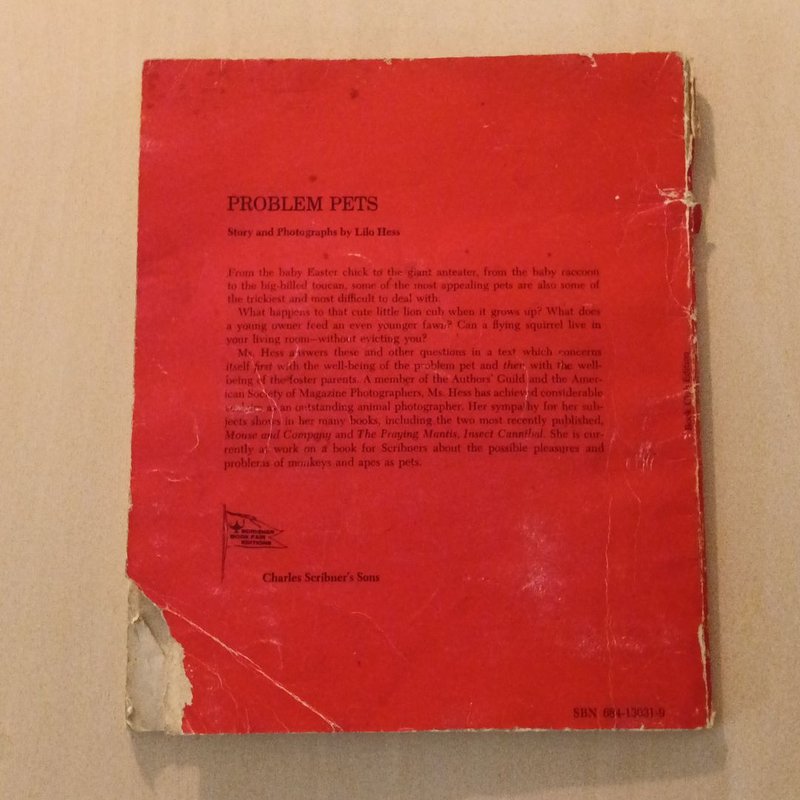 PROBLEM PETS
Story and Photographs by Lilo Hess
From the baby Easter chick to the giant anteater, from the baby raccoon
to the big-billed toucan, some of the most appealing pets are also some of
the trickiest and most difficult to deal with.
What happens to that cute little lion cub when it grows up? What does
a young owner feed an even younger fawn? Can a flying squirrel live in
your living room—without evicting you?
Ms. Hess answers these and other questions in a text which concerns
itself first with the well-being of the problem pet and then with the well-
being of the foster parents. A member of the Authors' Guild and the Amer-
ican Society of Magazine Photographers, Ms. Hess has achieved considerable
as an outstanding animal photographer. Her sympathy for her sub-
jects shows in her many books, including the two most recently published,
Mouse and Company and The Praying Mantis, Insect Cannibal. She is cur-
rently at work on a book for Scribners about the possible pleasures and
problems of monkeys and apes as pets.
SCRIBNER
BOOK FAIR
EDITIONS
Charles Scribner's Sons
SBN 684-13031-9
Book Fair Edition